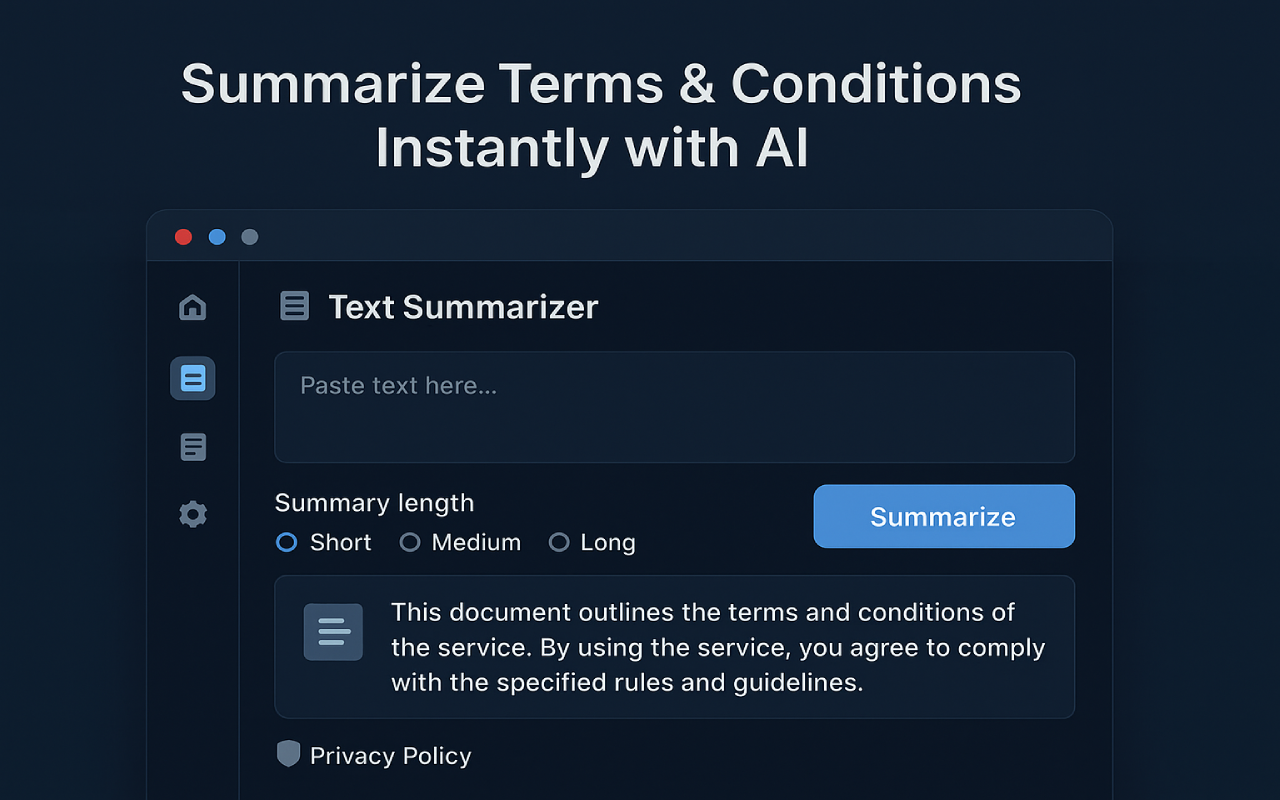 Summarize Terms & Conditions
Instantly with AI
Text Summarizer
Paste text here...
Summary length
Short
Medium
Long
Summarize
This document outlines the terms and conditions of
the service. By using the service, you agree to comply
with the specified rules and guidelines.
Privacy Policy